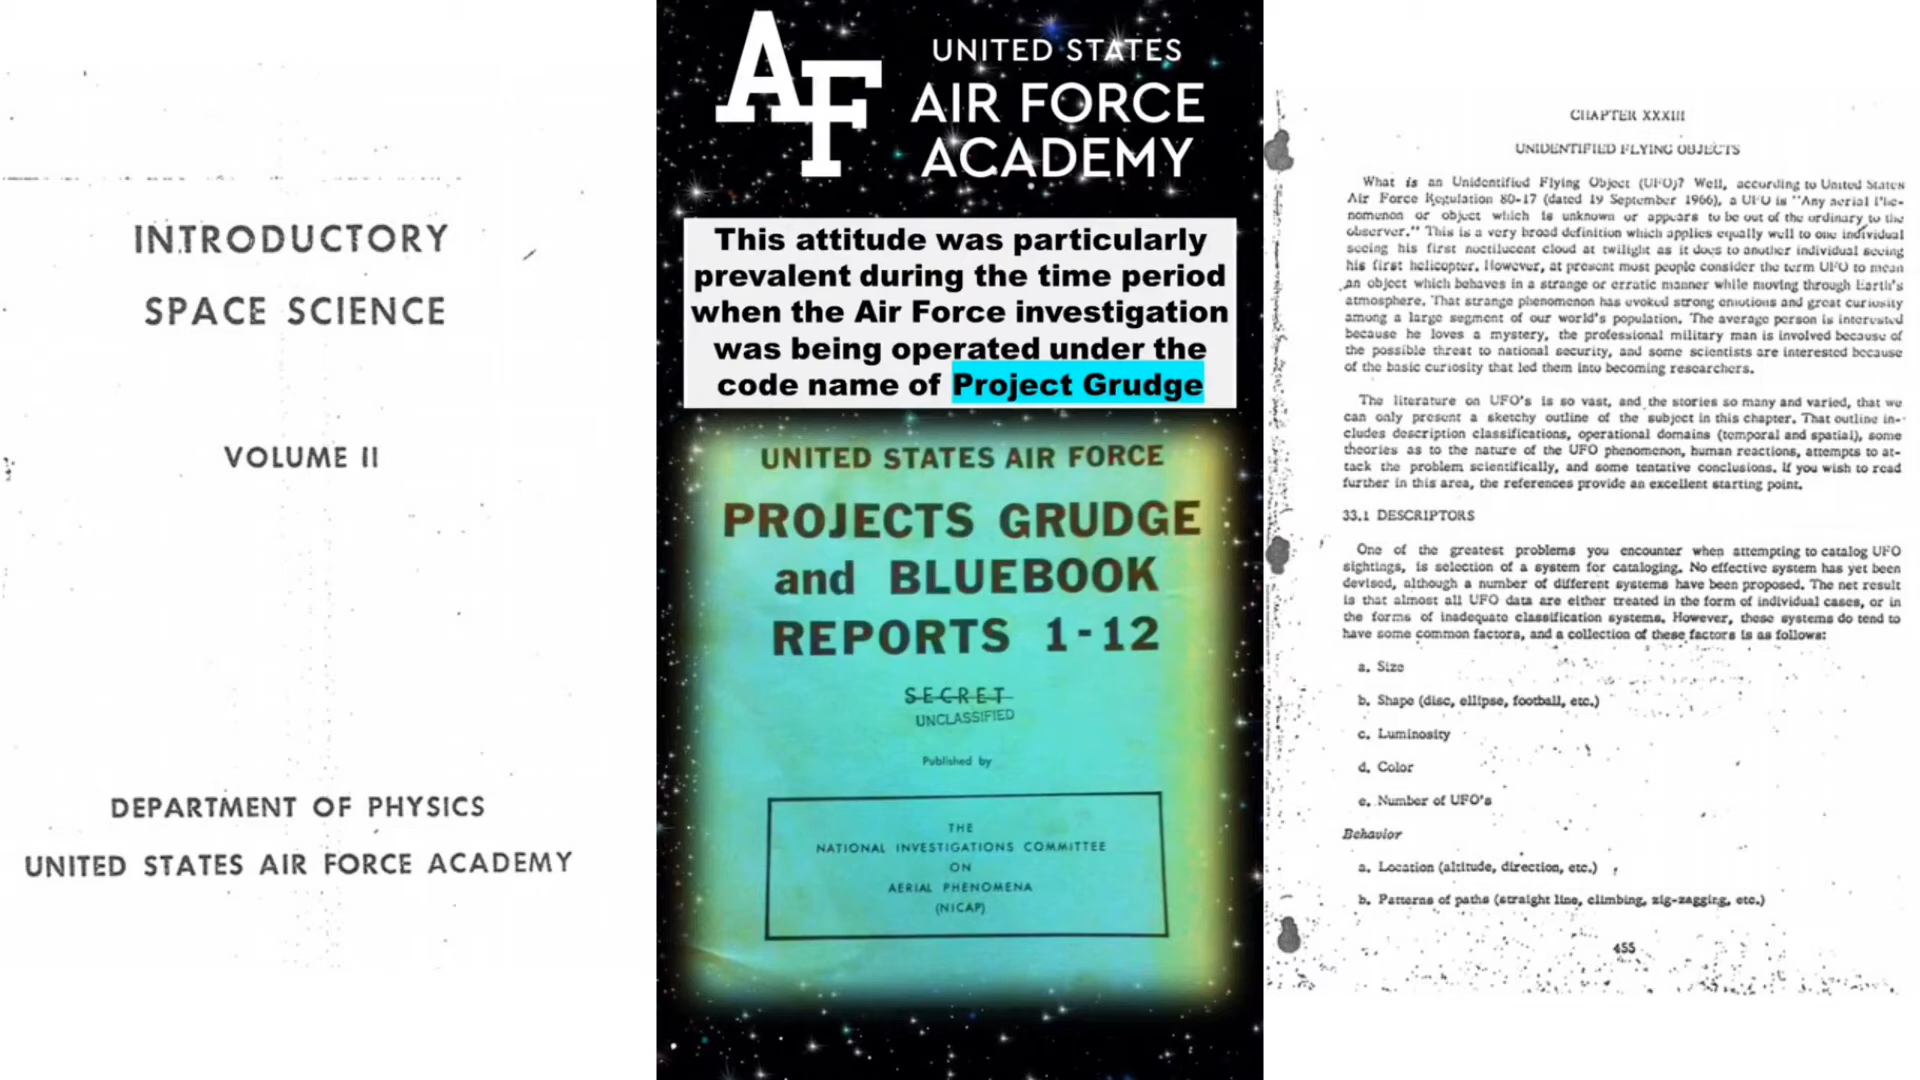 INTRODUCTORY
SPACE SCIENCE
VOLUME II
DEPARTMENT OF PHYSICS
UNITED STATES AIR FORCE ACADEMY
AF
UNITED STATES
AIR FORCE
ACADEMY
This attitude was particularly
prevalent during the time period
when the Air Force investigation
was being operated under the
code name of Project Grudge
UNITED STATES AIR FORCE
PROJECTS GRUDGE
and BLUEBOOK
REPORTS 1-12
SECRET
UNCLASSIFIED
Published by
THE
NATIONAL INVESTIGATIONS COMMITTEE
ON
AERIAL PHENOMENA
(NICAP)
CHAPTER XXXIII
UNIDENTIFIED FLYING OBJECTS
What is an Unidentified Flying Object (UFO)? Well, according to United States
Air Force Regulation 80-17 (dated 19 September 1966), a UFO is "Any aerial Phe-
nomenon or object which is unknown or appears to be out of the ordinary to the
observer." This is a very broad definition which applies equally well to one individual
seeing his first noctilucent cloud at twilight as it does to another individual seeing
his first helicopter. However, at present most people consider the term UFO to mean
an object which behaves in a strange or erratic manner while moving through Earth's
atmosphere. That strange phenomenon has evoked strong emotions and great curiosity
among a large segment of our world's population. The average person is interested
because he loves a mystery, the professional military man is involved because of
the possible threat to national security, and some scientists are interested because
of the basic curiosity that led them into becoming researchers.
The literature on UFO's is so vast, and the stories so many and varied, that we
can only present a sketchy outline of the subject in this chapter. That outline in-
cludes description classifications, operational domains (temporal and spatial), some
theories as to the nature of the UFO phenomenon, human reactions, attempts to at-
tack the problem scientifically, and some tentative conclusions. If you wish to read
further in this area, the references provide an excellent starting point.
33.1 DESCRIPTORS
One of the greatest problems you encounter when attempting to catalog UFO
sightings, is selection of a system for cataloging. No effective system has yet been
devised, although a number of different systems have been proposed. The net result
is that almost all UFO data are either treated in the form of individual cases, or in
the forms of inadequate classification systems. However, these systems do tend to
have some common factors, and a collection of these factors is as follows:
a. Size
b. Shape (disc, ellipse, football, etc.)
c. Luminosity
d. Color
e. Number of UFO's
Behavior
a. Location (altitude, direction, etc.)
b. Patterns of paths (straight line, climbing, zig-zagging, etc.)
455